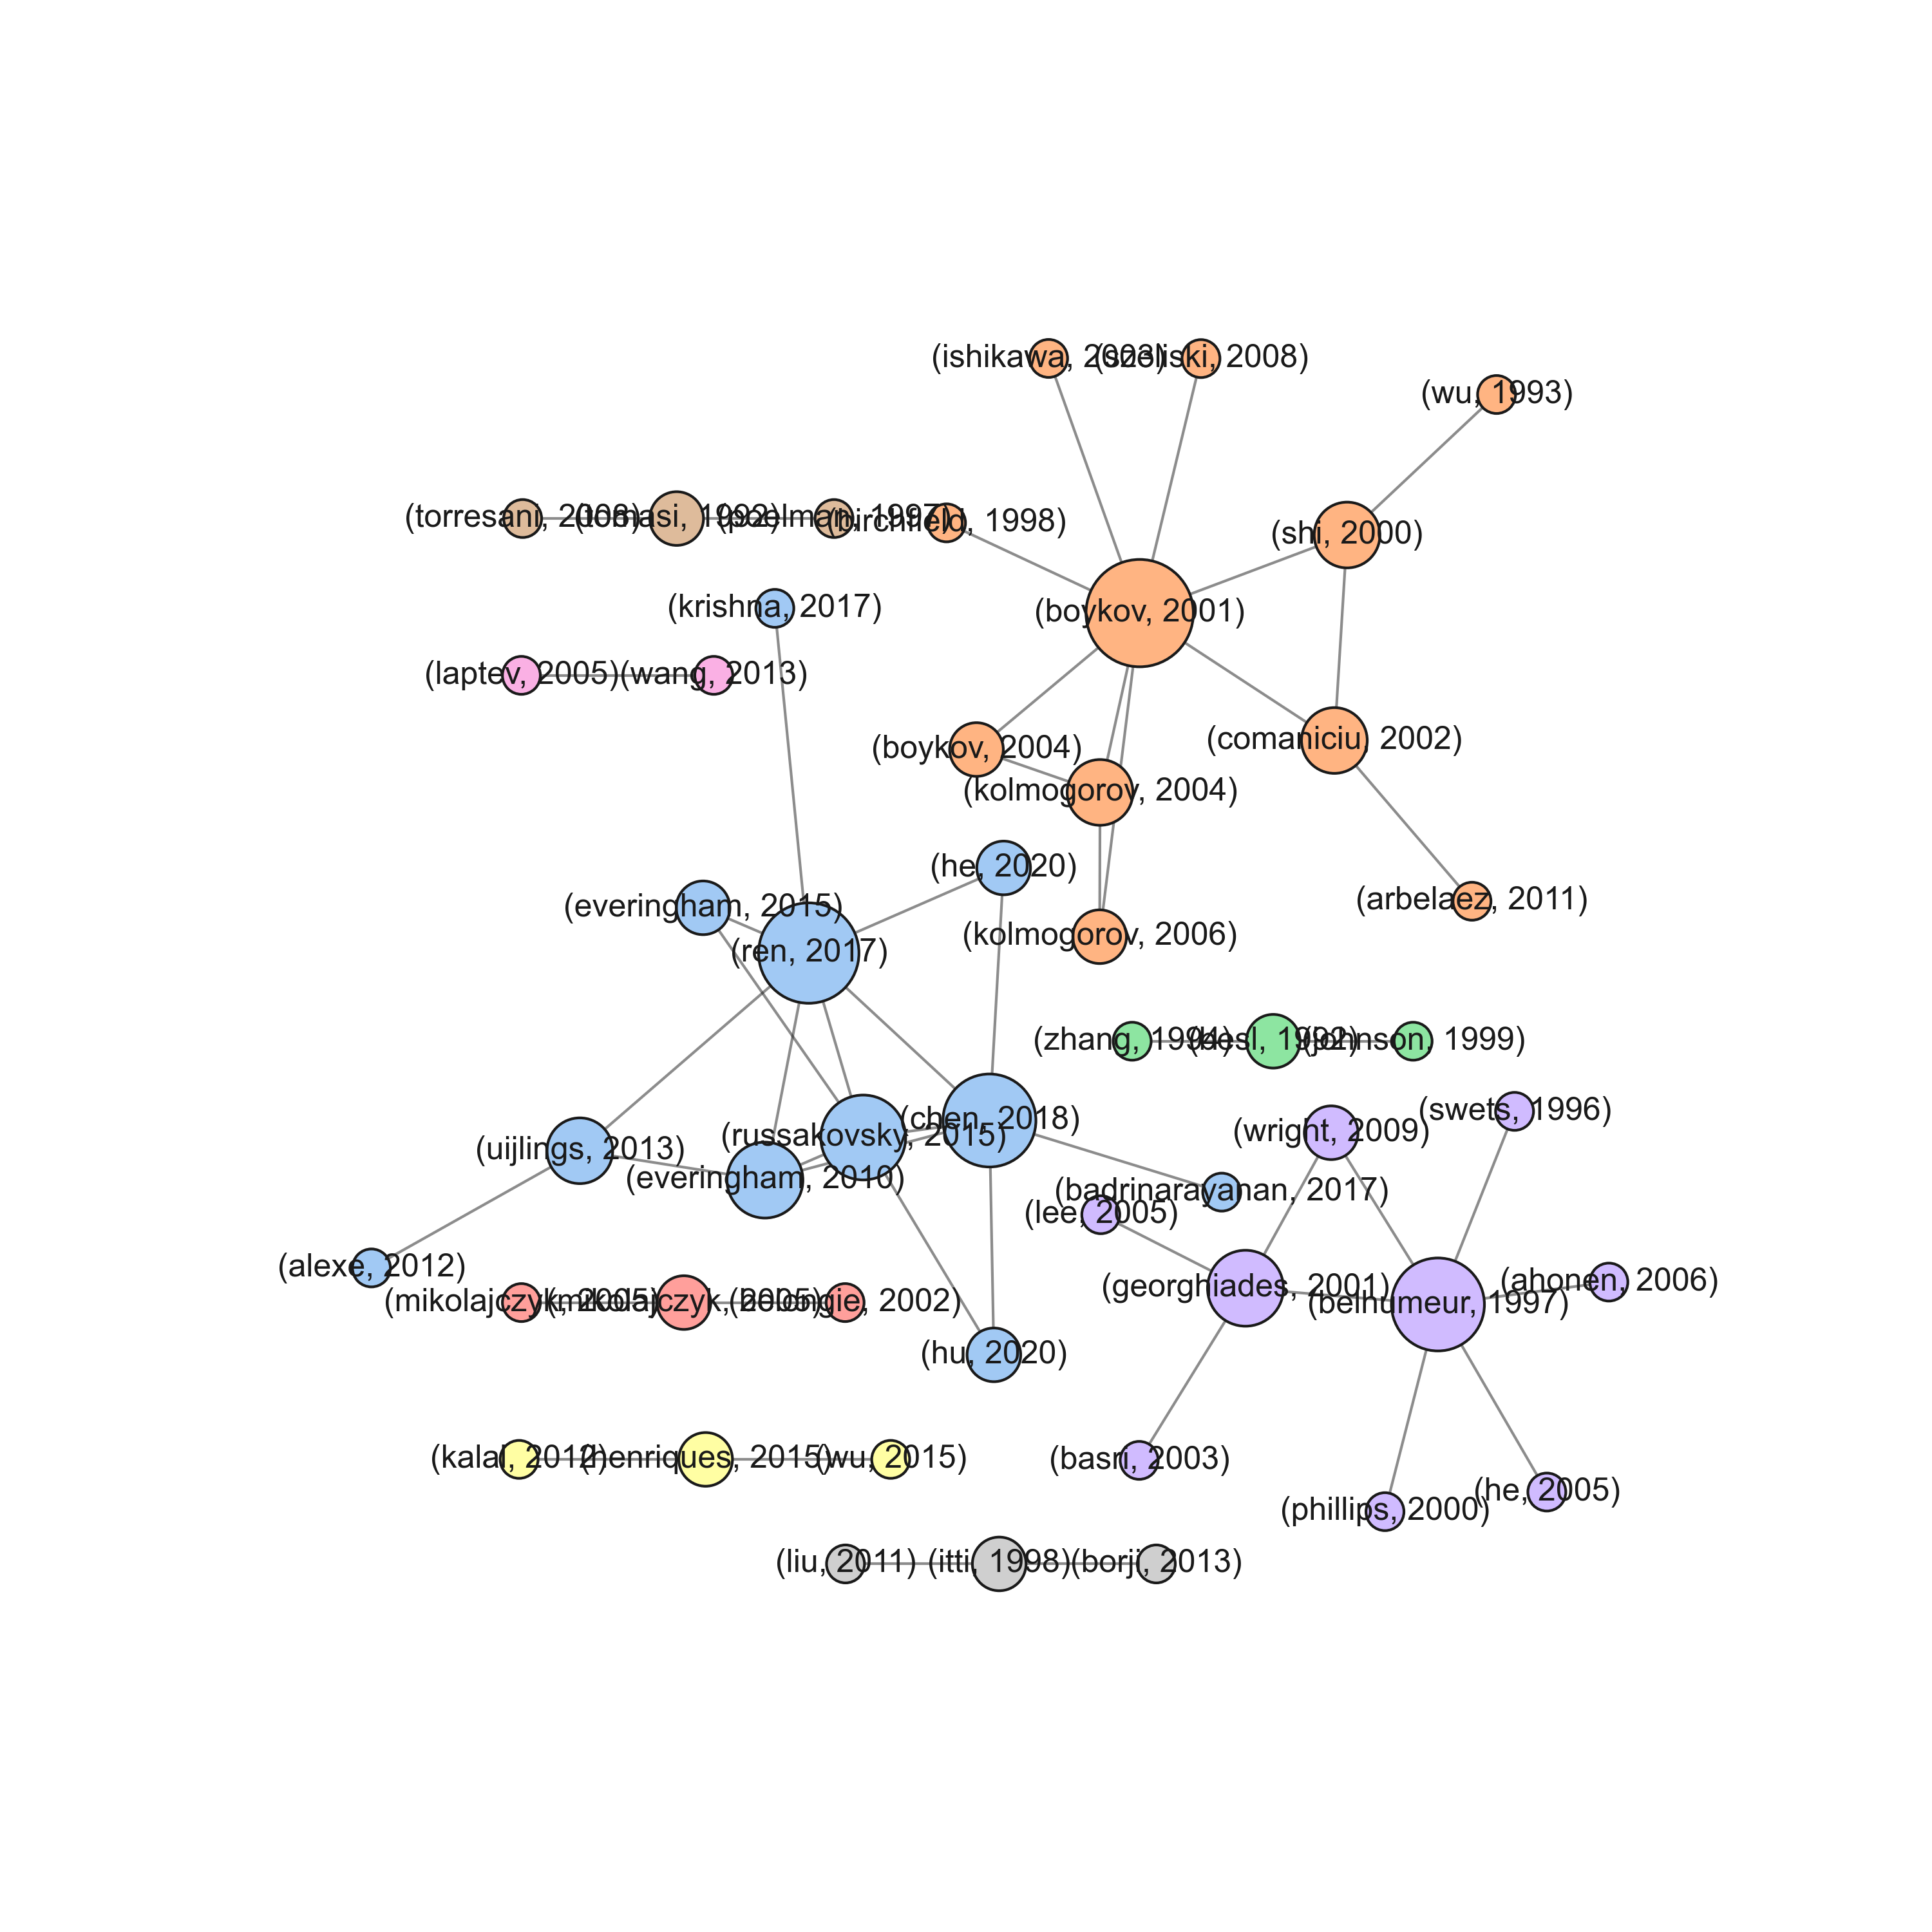 (ishikawa, 2003)
(szeliski, 2008)
(wu, 1993)
(torresani, 2008)
(tomasi, 1992)
(poelman, 1997)
(birchfield, 1998)
(shi, 2000)
(krishna, 2017)
(boykov, 2001)
(laptev, 2005)
(wang, 2013)
(boykov, 2004)
(comaniciu, 2002)
(kolmogorov, 2004)
(he, 2020)
(everingham, 2015)
(arbelaez, 2011)
(ren, 2017)
(kolmogorov, 2006)
(zhang, 1994)
(besl, 1992)
(johnson, 1999)
(chen, 2018)
(swets, 1996)
(russakovsky, 2015)
(wright, 2009)
(uijlings, 2013)
(everingham, 2010)
(badrinarayanan, 2017)
(lee, 2005)
(alexe, 2012)
(georghiades, 2001)
(ahonen, 2006)
(mikolajczyk, 2005)
(mikolajczyk, 2005)
(belongie, 2002)
(belhumeur, 1997)
(hu, 2020)
(kalal, 2012)
(henriques, 2015)
(wu, 2015)
(basri, 2003)
(he, 2005)
(phillips, 2000)
(liu, 2011)
(itti, 1998)
(borji, 2013)